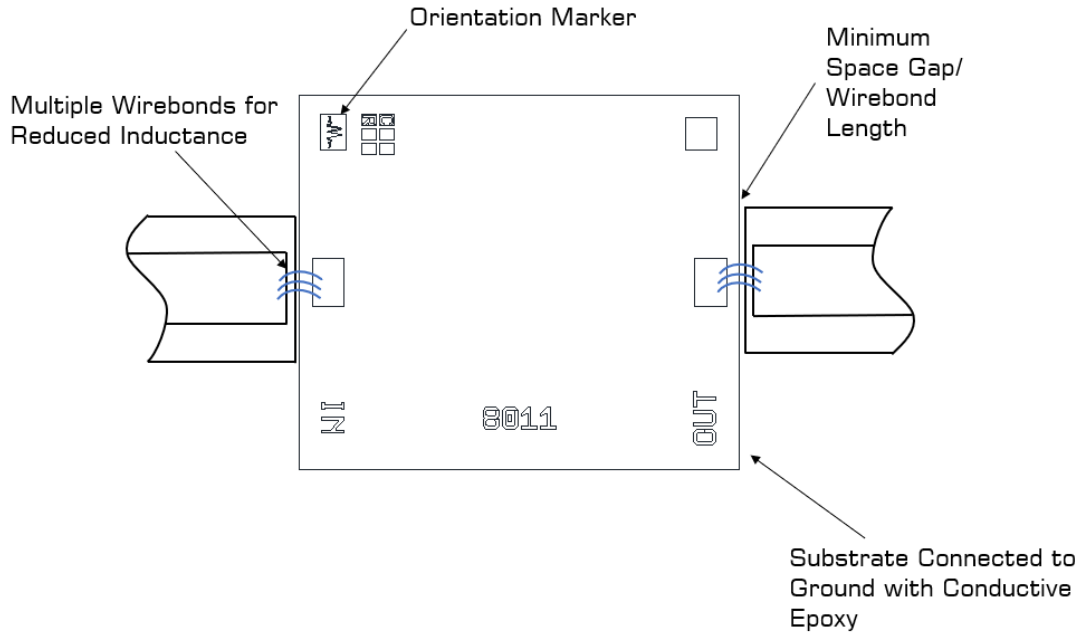 Orientation Marker
Minimum
Space Gap/
Wirebond
Length
Multiple Wirebonds for
Reduced Inductance
IN
8011
OUT
Substrate Connected to
Ground with Conductive
Epoxy